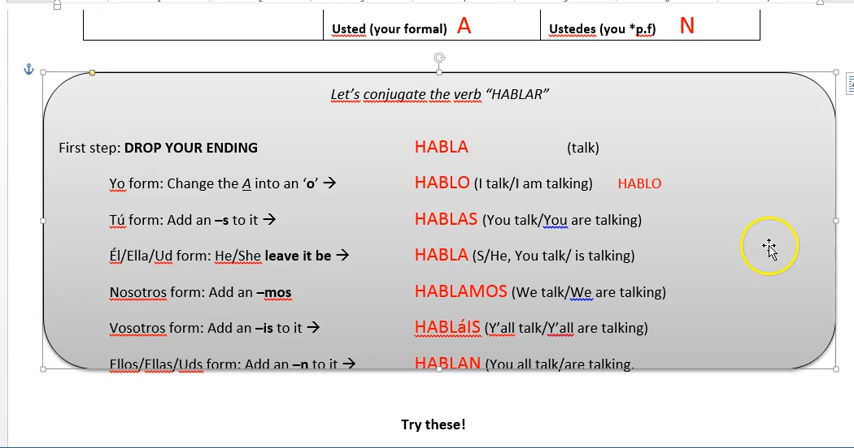 Usted (your formal) A Ustedes (you *p.f) N
Let's conjugate the verb "HABLAR"
First step: DROP YOUR ENDING HABLA (talk)
Yo form: Change the A into an 'o' → HABLO (I talk/I am talking) HABLO
Tú form: Add an –s to it → HABLAS (You talk/You are talking)
Él/Ella/Ud form: He/She leave it be → HABLA (S/He, You talk/ is talking)
Nosotros form: Add an –mos HABLAMOS (We talk/We are talking)
Vosotros form: Add an –is to it → HABLáIS (Y'all talk/Y'all are talking)
Ellos/Ellas/Uds form: Add an –n to it → HABLAN (You all talk/are talking.
Try these!